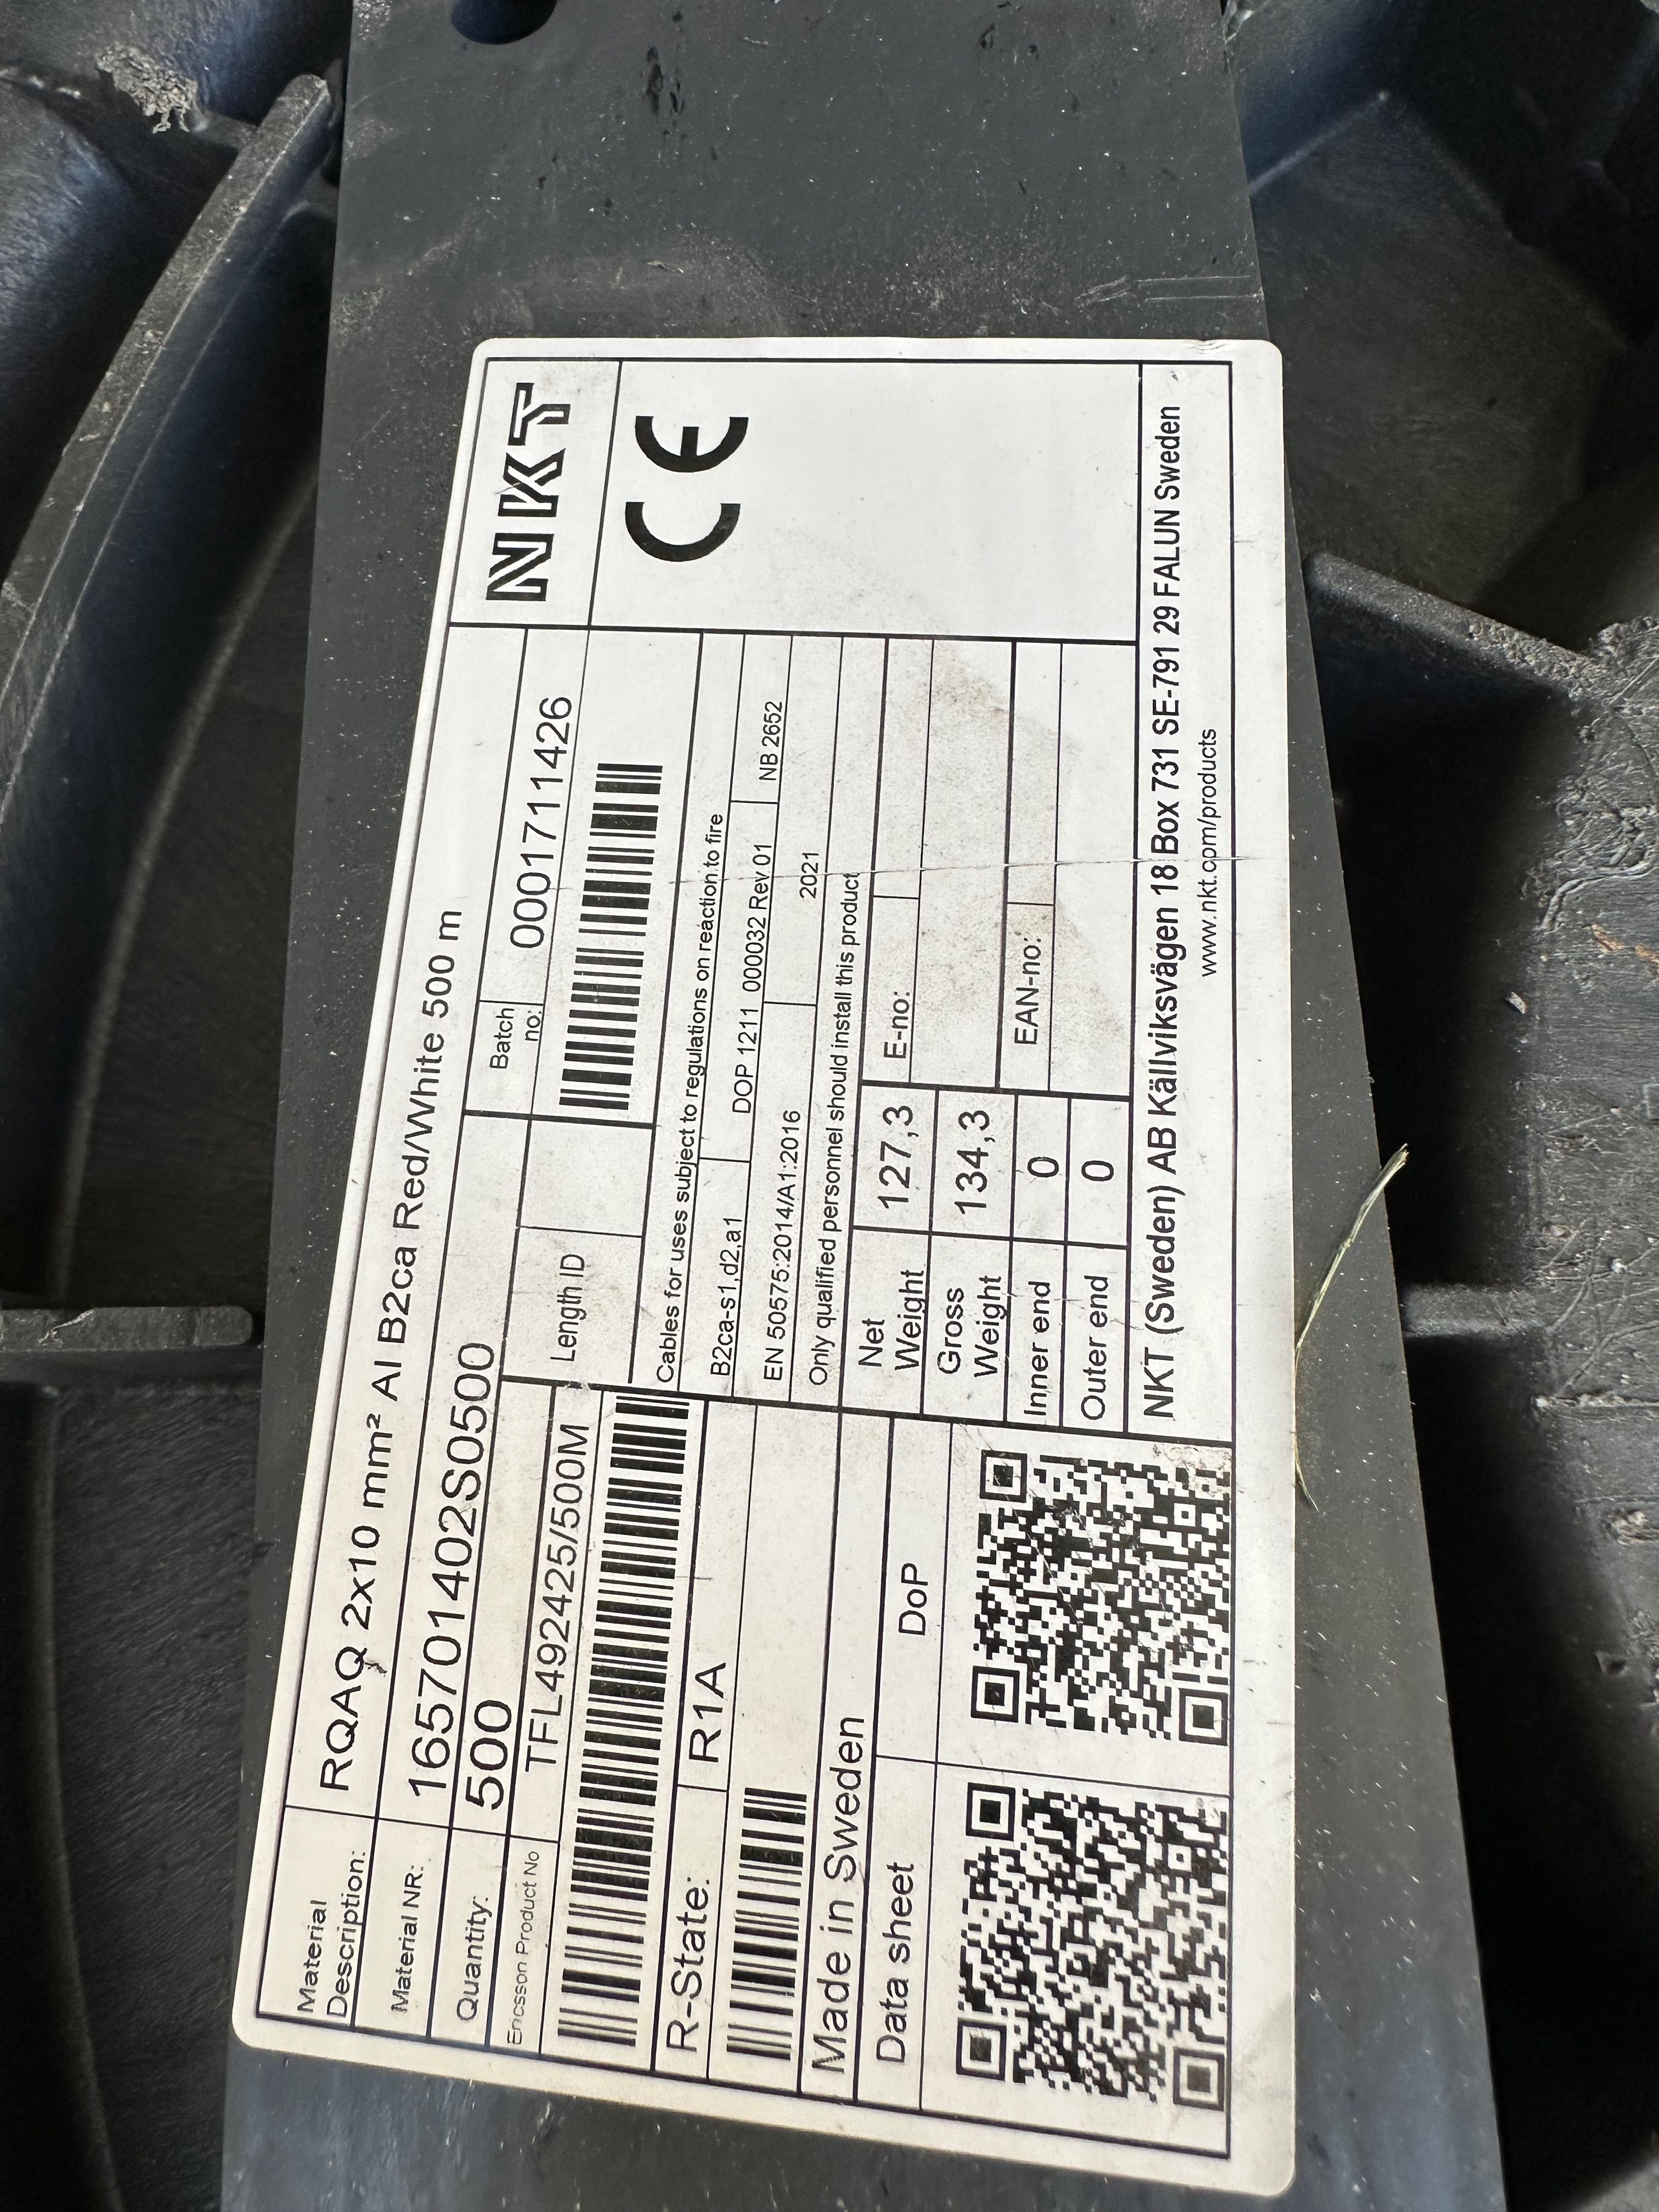 Material
Description:
RQAQ 2x10 mm² Al B2ca Red/White 500 m
NKT
Material NR:
165701402S0500
Quantity:
500
Batch
no:
0001711426
Ericsson Product No
TFL492425/500M
Length ID
CE
R-State:
R1A
Cables for uses subject to regulations on reaction to fire
B2ca-s1,d2,a1
DOP 1211 000032 Rev 01
NB 2652
EN 50575:2014/A1:2016
2021
Only qualified personnel should install this product
Made in Sweden
Net
Weight
127,3
E-no:
Gross
Weight
134,3
Data sheet
DoP
Inner end
0
EAN-no:
Outer end
0
NKT (Sweden) AB Källviksvägen 18 Box 731 SE-791 29 FALUN Sweden
www.nkt.com/products